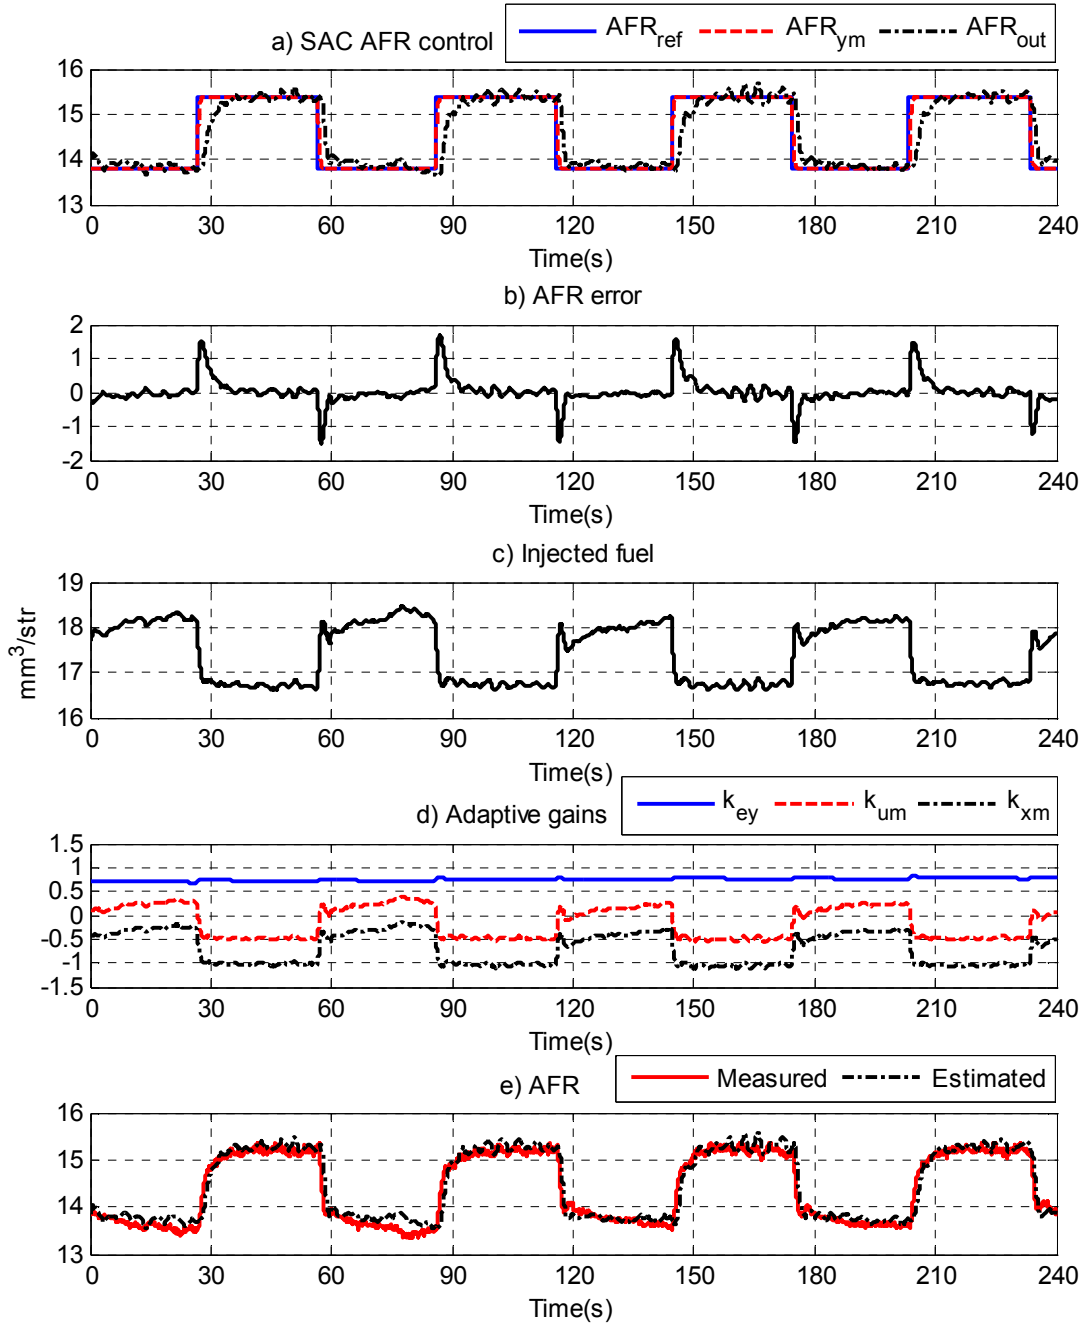 a) SAC AFR control
AFRref AFRym AFRout
16
15
14
13
0 30 60 90 120 150 180 210 240
Time(s)
b) AFR error
2
1
0
-1
-2
0 30 60 90 120 150 180 210 240
Time(s)
c) Injected fuel
mm³/str
19
18
17
16
0 30 60 90 120 150 180 210 240
Time(s)
d) Adaptive gains
key kum kxm
1.5
1
0.5
0
-0.5
-1
-1.5
0 30 60 90 120 150 180 210 240
Time(s)
e) AFR
Measured Estimated
16
15
14
13
0 30 60 90 120 150 180 210 240
Time(s)